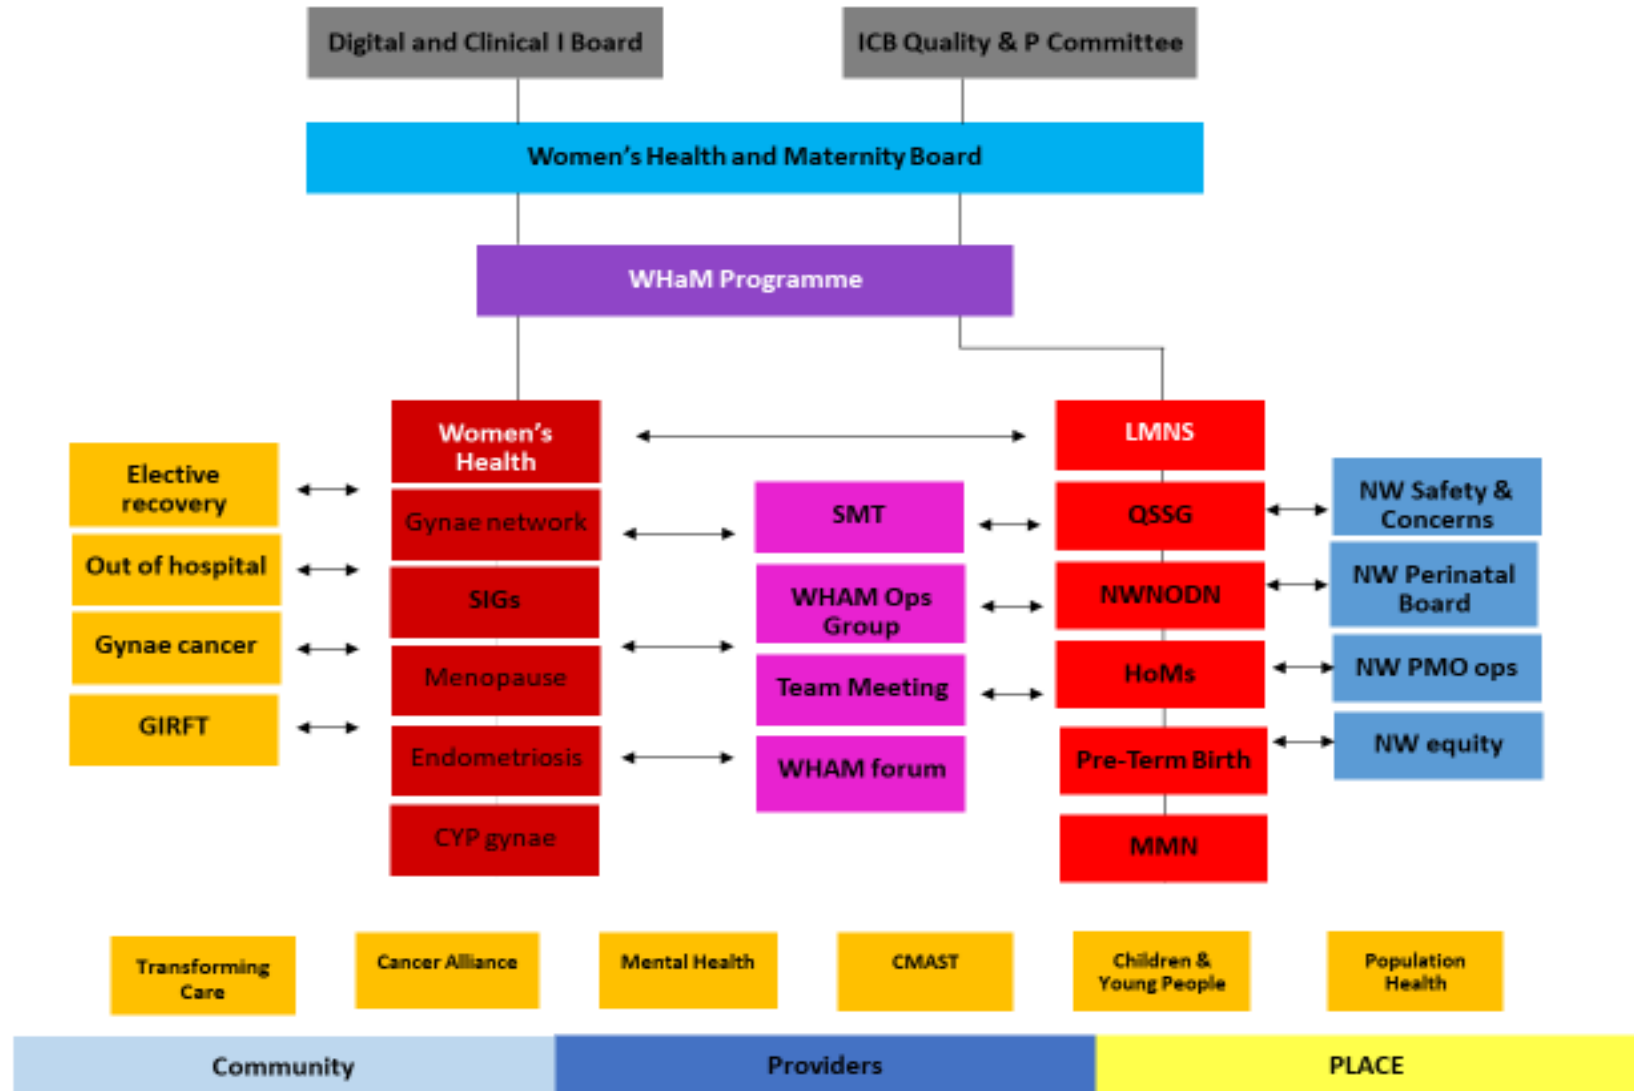 Digital and Clinical I Board
ICB Quality & P Committee
Women's Health and Maternity Board
WHaM Programme
Women's
Health
Gynae network
SIGs
Menopause
Endometriosis
CYP gynae
LMNS
QSSG
NWNODN
HoMs
Pre-Term Birth
MMN
Elective
recovery
Out of hospital
Gynae cancer
GIRFT
SMT
WHAM Ops
Group
Team Meeting
WHAM forum
NW Safety &
Concerns
NW Perinatal
Board
NW PMO ops
NW equity
Transforming
Care
Cancer Alliance
Mental Health
CMAST
Children &
Young People
Population
Health
Community
Providers
PLACE